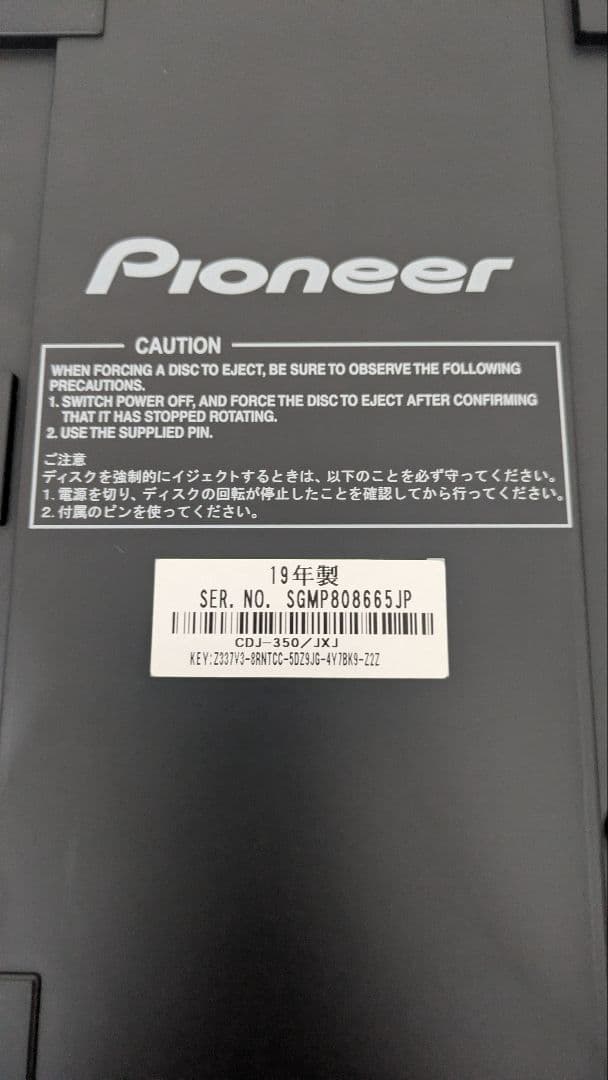 Pioneer
CAUTION
WHEN FORCING A DISC TO EJECT, BE SURE TO OBSERVE THE FOLLOWING
PRECAUTIONS.
1. SWITCH POWER OFF, AND FORCE THE DISC TO EJECT AFTER CONFIRMING
THAT IT HAS STOPPED ROTATING.
2. USE THE SUPPLIED PIN.
ご注意
ディスクを強制的にイジェクトするときは、以下のことを必ず守ってください。
1. 電源を切り、ディスクの回転が停止したことを確認してから行ってください。
2. 付属のピンを使ってください。
19年製
SER. NO. SGMP808665JP
CDJ-350/JXJ
KEY:Z337V3-8RNTCC-5DZ9JG-4Y7BK9-Z2Z